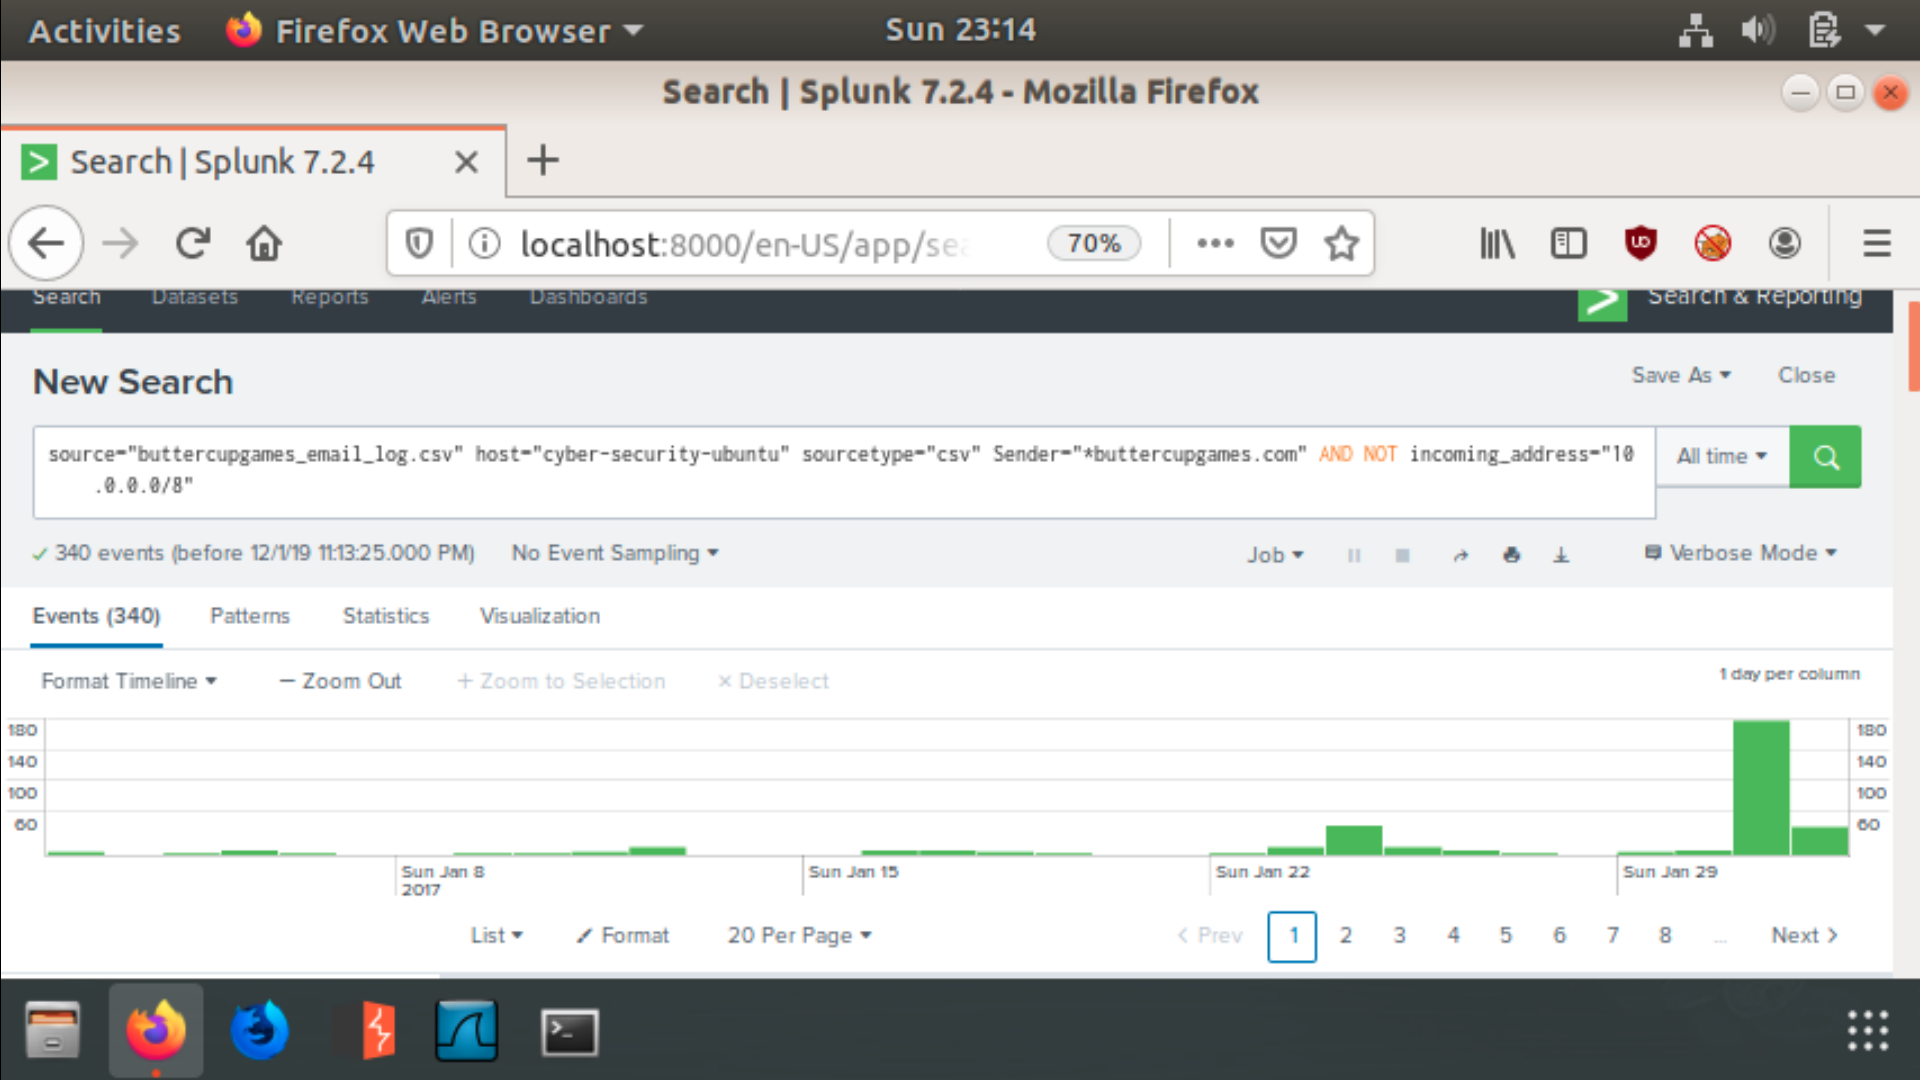 Activities Firefox Web Browser Sun 23:14
Search | Splunk 7.2.4 - Mozilla Firefox
Search | Splunk 7.2.4
localhost:8000/en-US/app/sea 70%
Search Datasets Reports Alerts Dashboards Search & Reporting
New Search Save As Close
source="buttercupgames_email_log.csv" host="cyber-security-ubuntu" sourcetype="csv" Sender="*buttercupgames.com" AND NOT incoming_address="10
.0.0.0/8"
All time
340 events (before 12/1/19 11:13:25.000 PM) No Event Sampling Job Verbose Mode
Events (340) Patterns Statistics Visualization
Format Timeline — Zoom Out + Zoom to Selection × Deselect 1 day per column
180 180
140 140
100 100
60 60
Sun Jan 8 Sun Jan 15 Sun Jan 22 Sun Jan 29
2017
List Format 20 Per Page < Prev 1 2 3 4 5 6 7 8 ... Next >